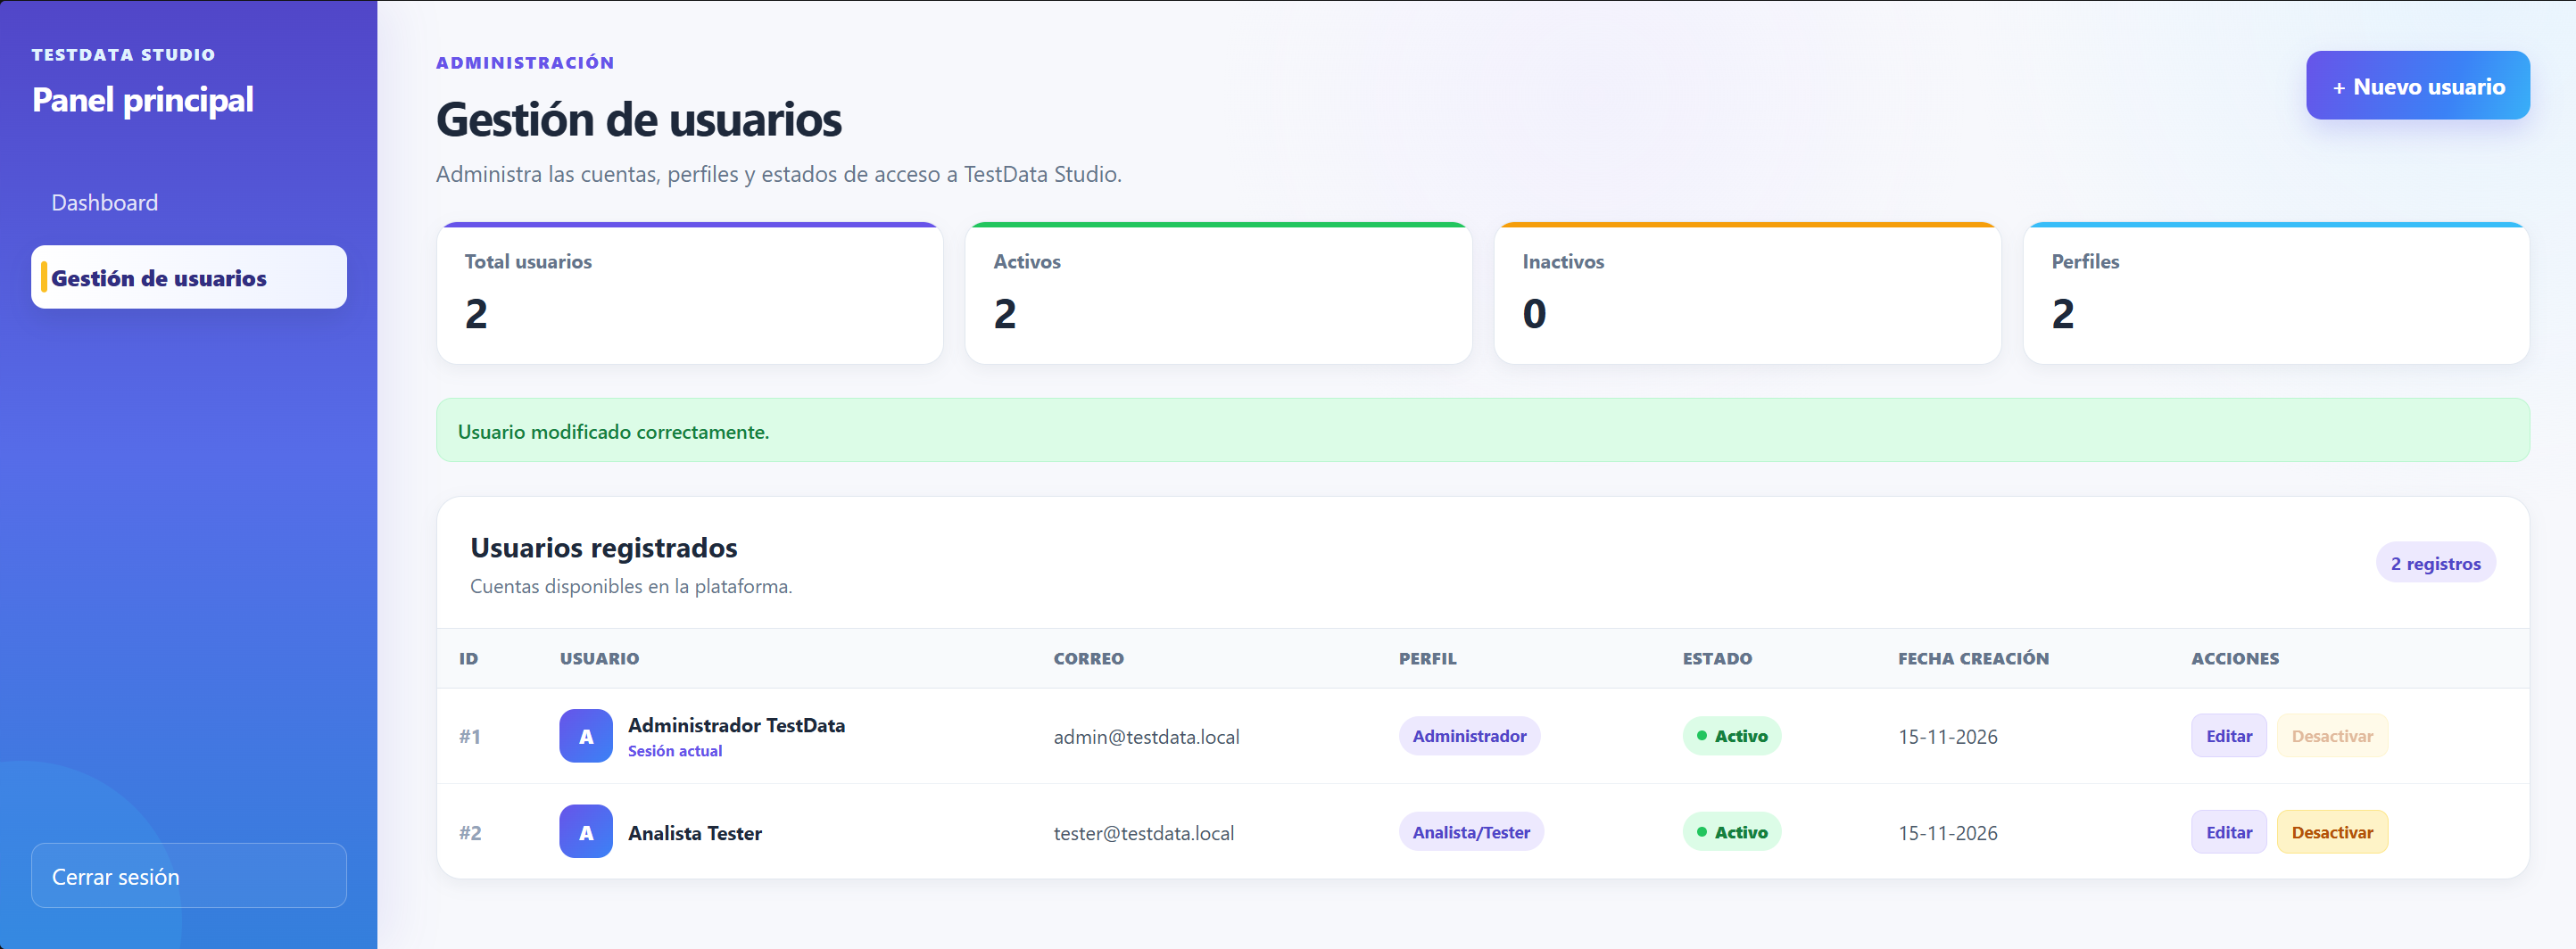 TESTDATA STUDIO
Panel principal
Dashboard
Gestión de usuarios
Cerrar sesión
ADMINISTRACIÓN
Gestión de usuarios
Administra las cuentas, perfiles y estados de acceso a TestData Studio.
+ Nuevo usuario
Total usuarios
2
Activos
2
Inactivos
0
Perfiles
2
Usuario modificado correctamente.
Usuarios registrados
Cuentas disponibles en la plataforma.
2 registros
ID USUARIO CORREO PERFIL ESTADO FECHA CREACIÓN ACCIONES
#1 A Administrador TestData admin@testdata.local Administrador Activo 15-11-2026 Editar Desactivar
Sesión actual
#2 A Analista Tester tester@testdata.local Analista/Tester Activo 15-11-2026 Editar Desactivar